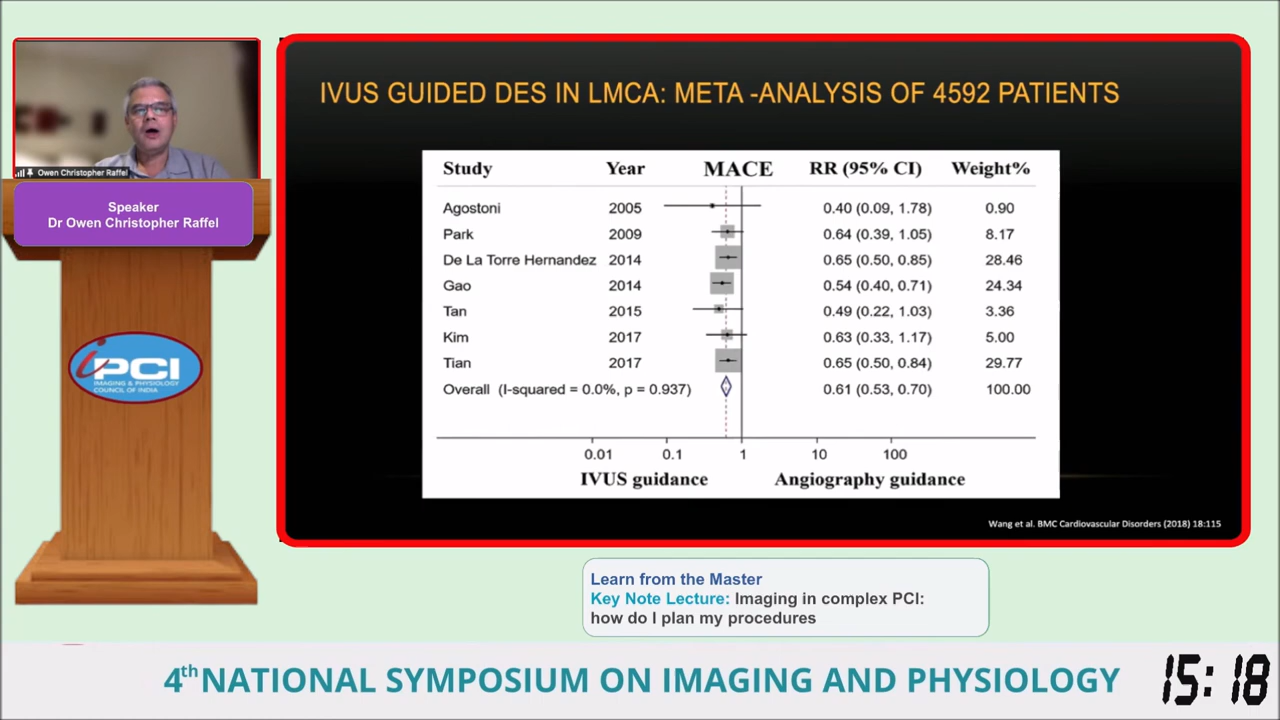 Owen Christopher Raffel
Speaker
Dr Owen Christopher Raffel
iPCI
IMAGING & PHYSIOLOGY
COUNCIL OF INDIA
IVUS GUIDED DES IN LMCA: META -ANALYSIS OF 4592 PATIENTS
Study Year MACE RR (95% CI) Weight%
Agostoni 2005 0.40 (0.09, 1.78) 0.90
Park 2009 0.64 (0.39, 1.05) 8.17
De La Torre Hernandez 2014 0.65 (0.50, 0.85) 28.46
Gao 2014 0.54 (0.40, 0.71) 24.34
Tan 2015 0.49 (0.22, 1.03) 3.36
Kim 2017 0.63 (0.33, 1.17) 5.00
Tian 2017 0.65 (0.50, 0.84) 29.77
Overall (I-squared = 0.0%, p = 0.937) 0.61 (0.53, 0.70) 100.00
0.01 0.1 1 10 100
IVUS guidance Angiography guidance
Wang et al. BMC Cardiovascular Disorders (2018) 18:115
Learn from the Master
Key Note Lecture: Imaging in complex PCI:
how do I plan my procedures
4th NATIONAL SYMPOSIUM ON IMAGING AND PHYSIOLOGY
15:18